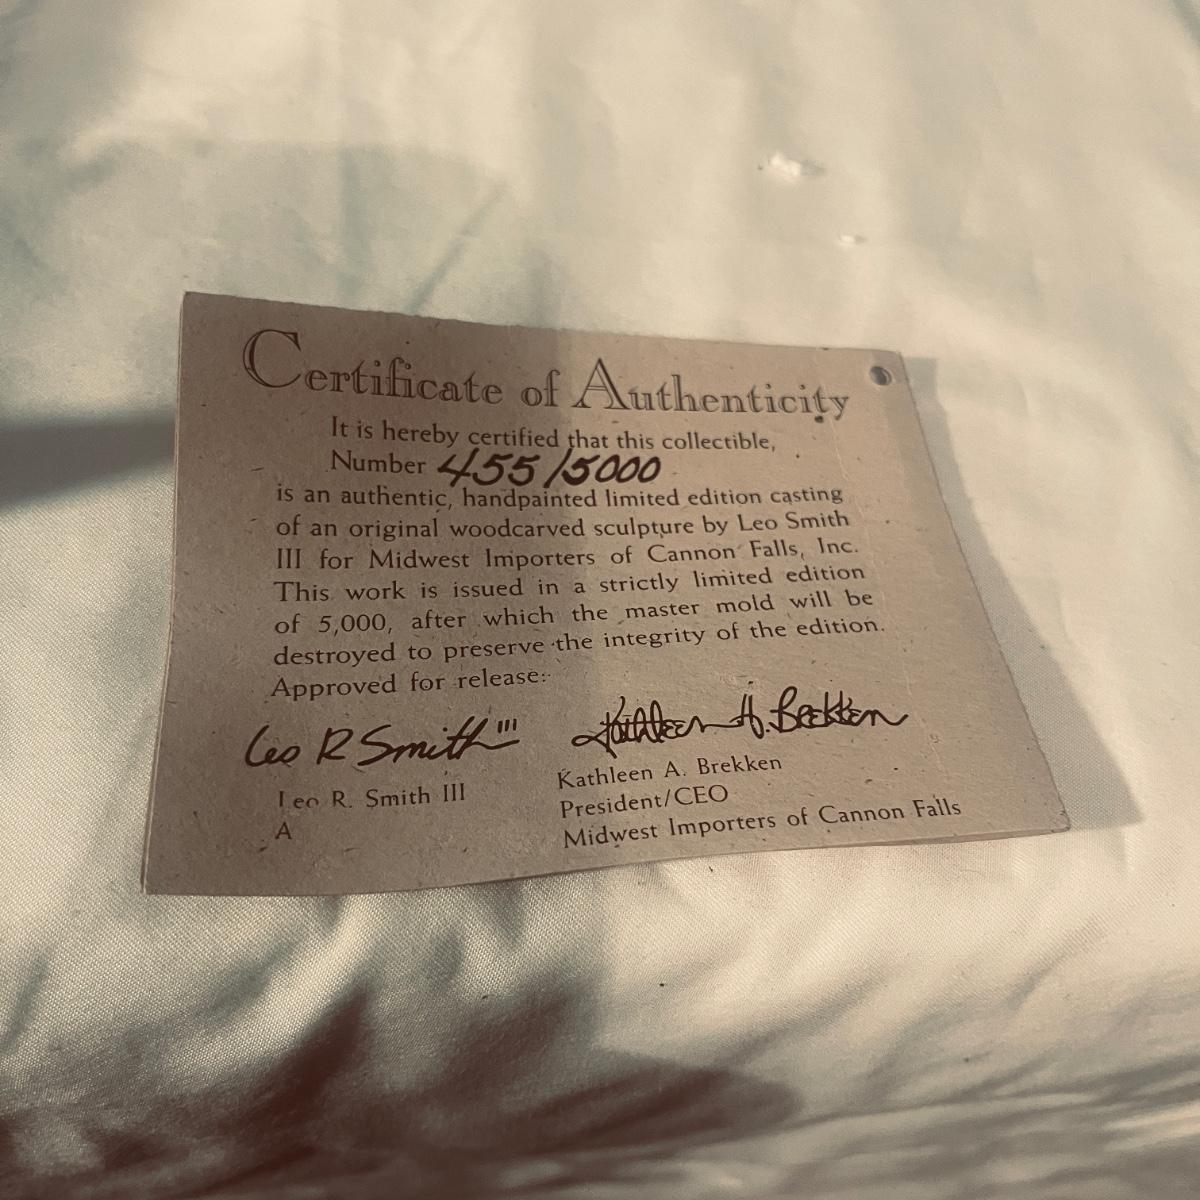 Certificate of Authenticity
It is hereby certified that this collectible,
Number 455/5000
is an authentic, handpainted limited edition casting
of an original woodcarved sculpture by Leo Smith
III for Midwest Importers of Cannon Falls, Inc.
This work is issued in a strictly limited edition
of 5,000, after which the master mold will be
destroyed to preserve the integrity of the edition.
Approved for release:
Leo R Smith III
Kathleen A. Brekken
Leo R. Smith III
A
Kathleen A. Brekken
President/CEO
Midwest Importers of Cannon Falls